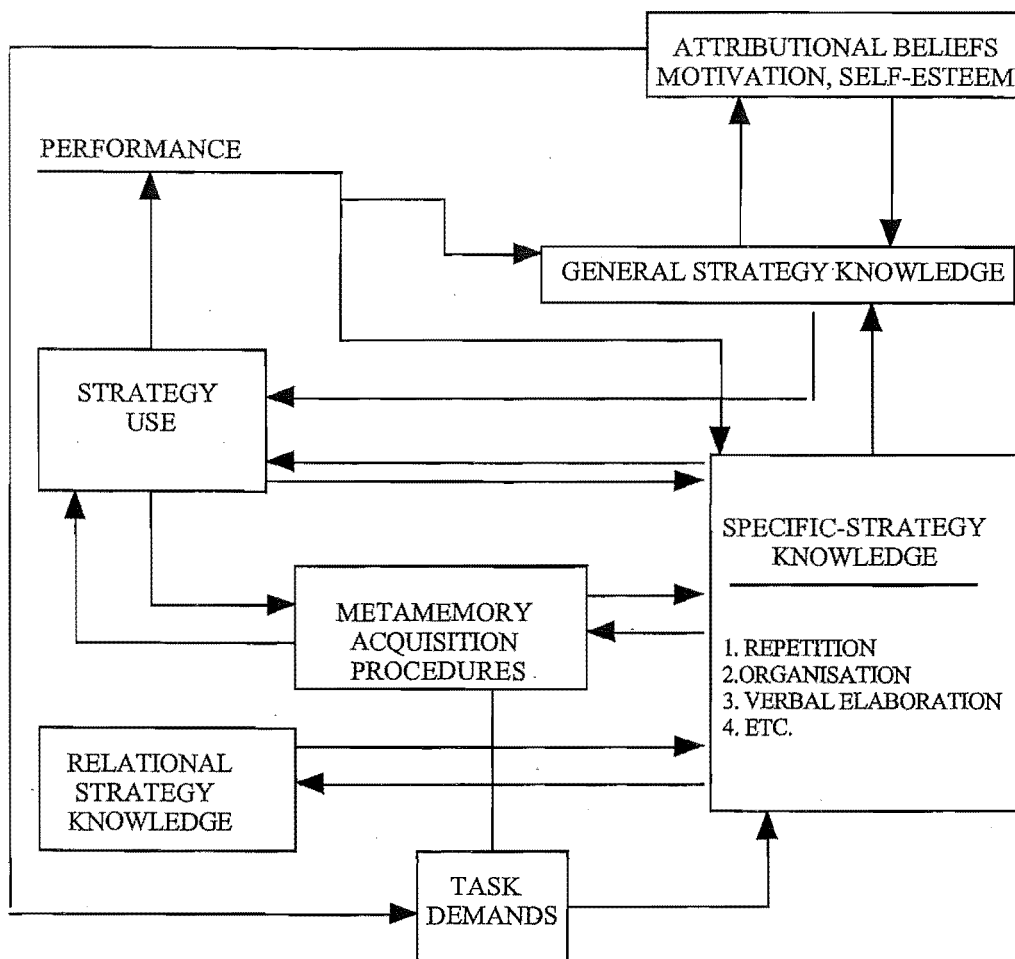 ATTRIBUTIONAL BELIEFS
MOTIVATION, SELF-ESTEEM
PERFORMANCE
GENERAL STRATEGY KNOWLEDGE
STRATEGY
USE
SPECIFIC-STRATEGY
KNOWLEDGE
METAMEMORY
ACQUISITION
PROCEDURES
1. REPETITION
2.ORGANISATION
3. VERBAL ELABORATION
4. ETC.
RELATIONAL
STRATEGY
KNOWLEDGE
TASK
DEMANDS